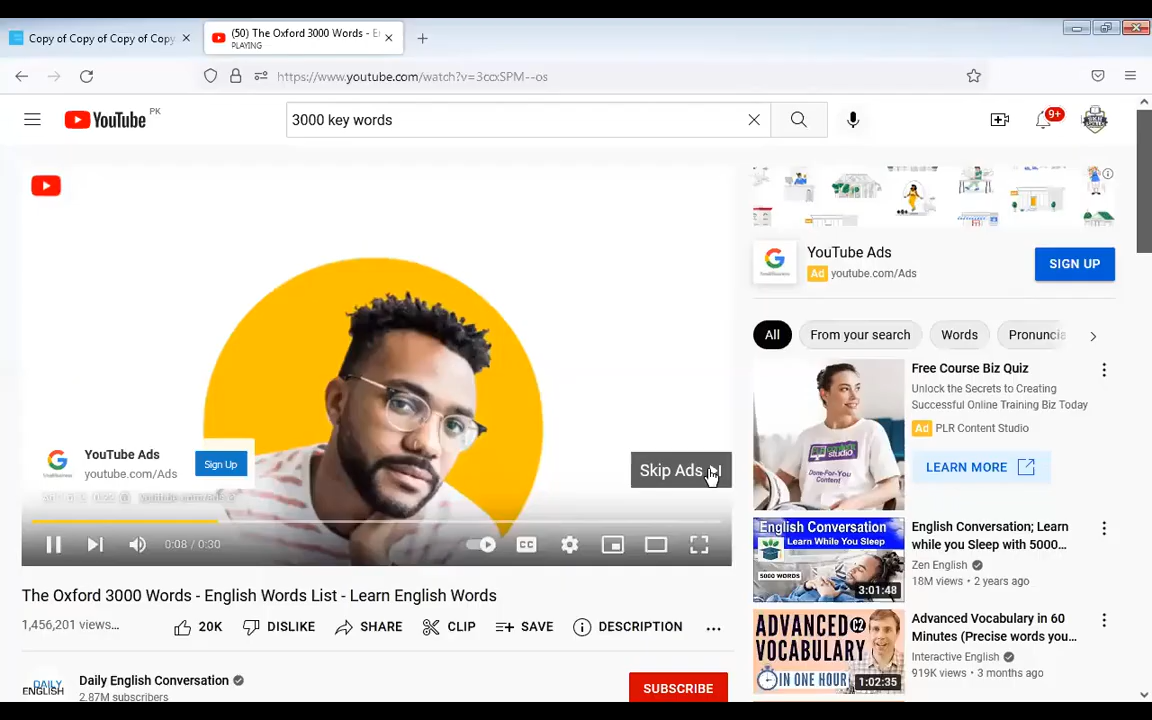 Copy of Copy of Copy of Copy
(50) The Oxford 3000 Words - E
PLAYING
https://www.youtube.com/watch?v=3ccxSPM--os
YouTube PK
3000 key words
9+
YouTube Ads
Ad youtube.com/Ads
SIGN UP
All
From your search
Words
Pronuncia
Free Course Biz Quiz
Unlock the Secrets to Creating
Successful Online Training Biz Today
Ad PLR Content Studio
LEARN MORE
YouTube Ads
youtube.com/Ads
Sign Up
Skip Ads
0:08 / 0:30
CC
The Oxford 3000 Words - English Words List - Learn English Words
1,456,201 views...
20K
DISLIKE
SHARE
CLIP
SAVE
DESCRIPTION
DAILY
ENGLISH
Daily English Conversation
2.87M subscribers
SUBSCRIBE
English Conversation
Learn While You Sleep
5000 WORDS
3:01:48
English Conversation; Learn
while you Sleep with 5000...
Zen English
18M views • 2 years ago
ADVANCED C2
VOCABULARY
IN ONE HOUR
1:02:35
Advanced Vocabulary in 60
Minutes (Precise words you...
Interactive English
919K views • 3 months ago